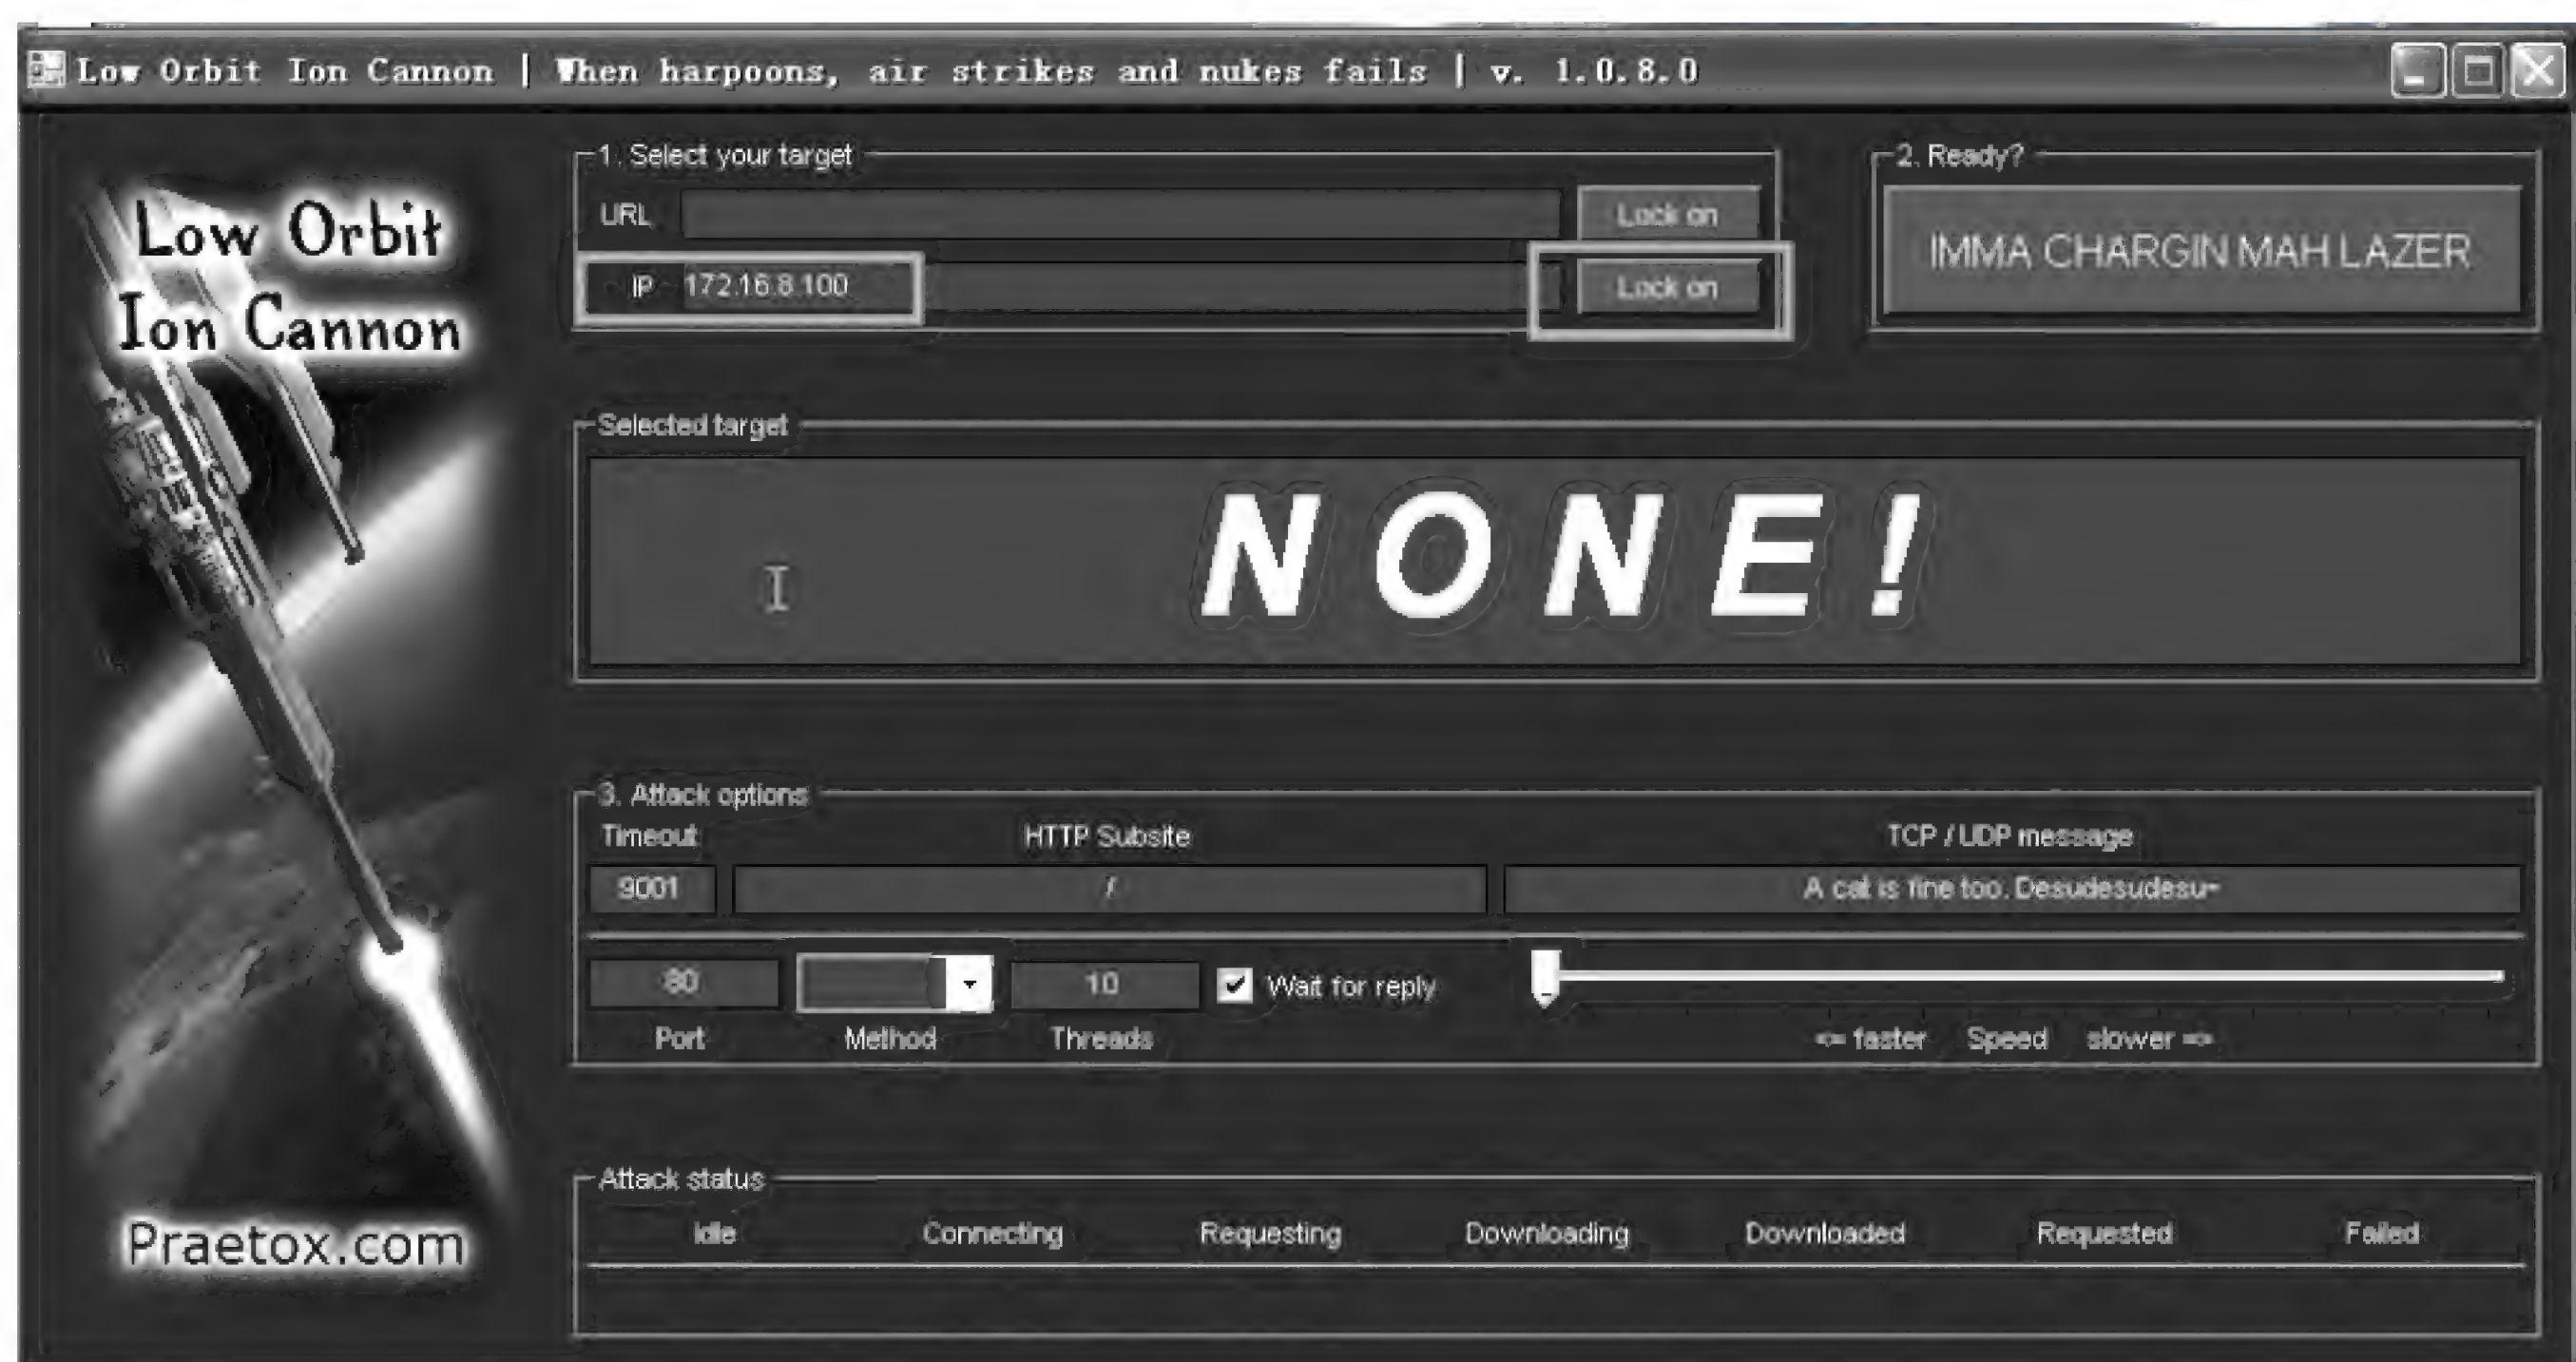 Low Orbit Ion Cannon | When harpoons, air strikes and nukes fails | v. 1.0.8.0
Low Orbit
Ion Cannon
1. Select your target
URL
Lock on
IP 172.16.8.100
Lock on
2. Ready?
IMMA CHARGIN MAH LAZER
Selected target
NONE!
3. Attack options
Timeout HTTP Subsite TCP / UDP message
9001 / A cat is fine too. Desudesudesu~
80 10 Wait for reply
Port Method Threads <= faster Speed slower =>
Attack status
Idle Connecting Requesting Downloading Downloaded Requested Failed
Praetox.com